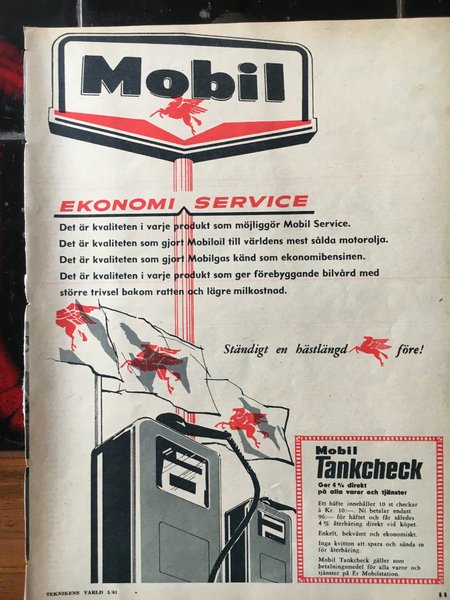 Mobil
EKONOMI SERVICE
Det är kvaliteten i varje produkt som möjliggör Mobil Service.
Det är kvaliteten som gjort Mobiloil till världens mest sålda motorolja.
Det är kvaliteten som gjort Mobilgas känd som ekonomibensinen.
Det är kvaliteten i varje produkt som ger förebyggande bilvård med
större trivsel bakom ratten och lägre milkostnad.
Ständigt en hästlängd före!
Mobil
Tankcheck
Ger 4 % direkt
på alla varor och tjänster
Ett häfte innehåller 10 st checkar
à Kr. 10:—. Ni betalar endast
96:— för häftet och får således
4 % återbäring direkt vid köpet.
Enkelt, bekvämt och ekonomiskt.
Inga kvitton att spara och sända in
för återbäring.
Mobil Tankcheck gäller som
betalningsmedel för alla varor och
tjänster på Er Mobilstation.
TEKNIKENS VÄRLD 5/61
11